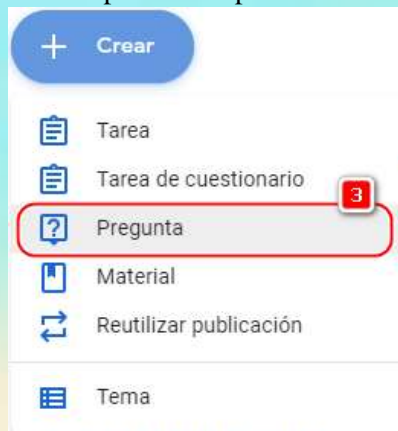 + Crear
Tarea
Tarea de cuestionario
3
Pregunta
Material
Reutilizar publicación
Tema